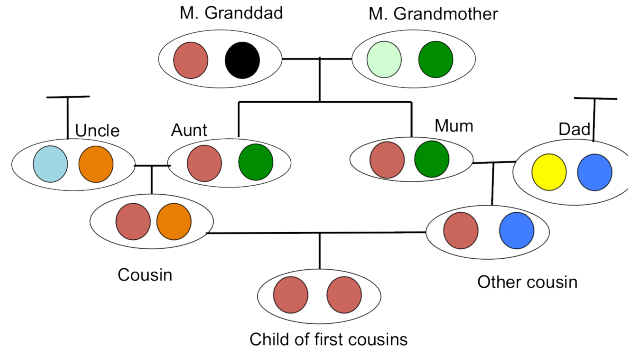 M. Granddad
M. Grandmother
Uncle
Aunt
Mum
Dad
Cousin
Other cousin
Child of first cousins